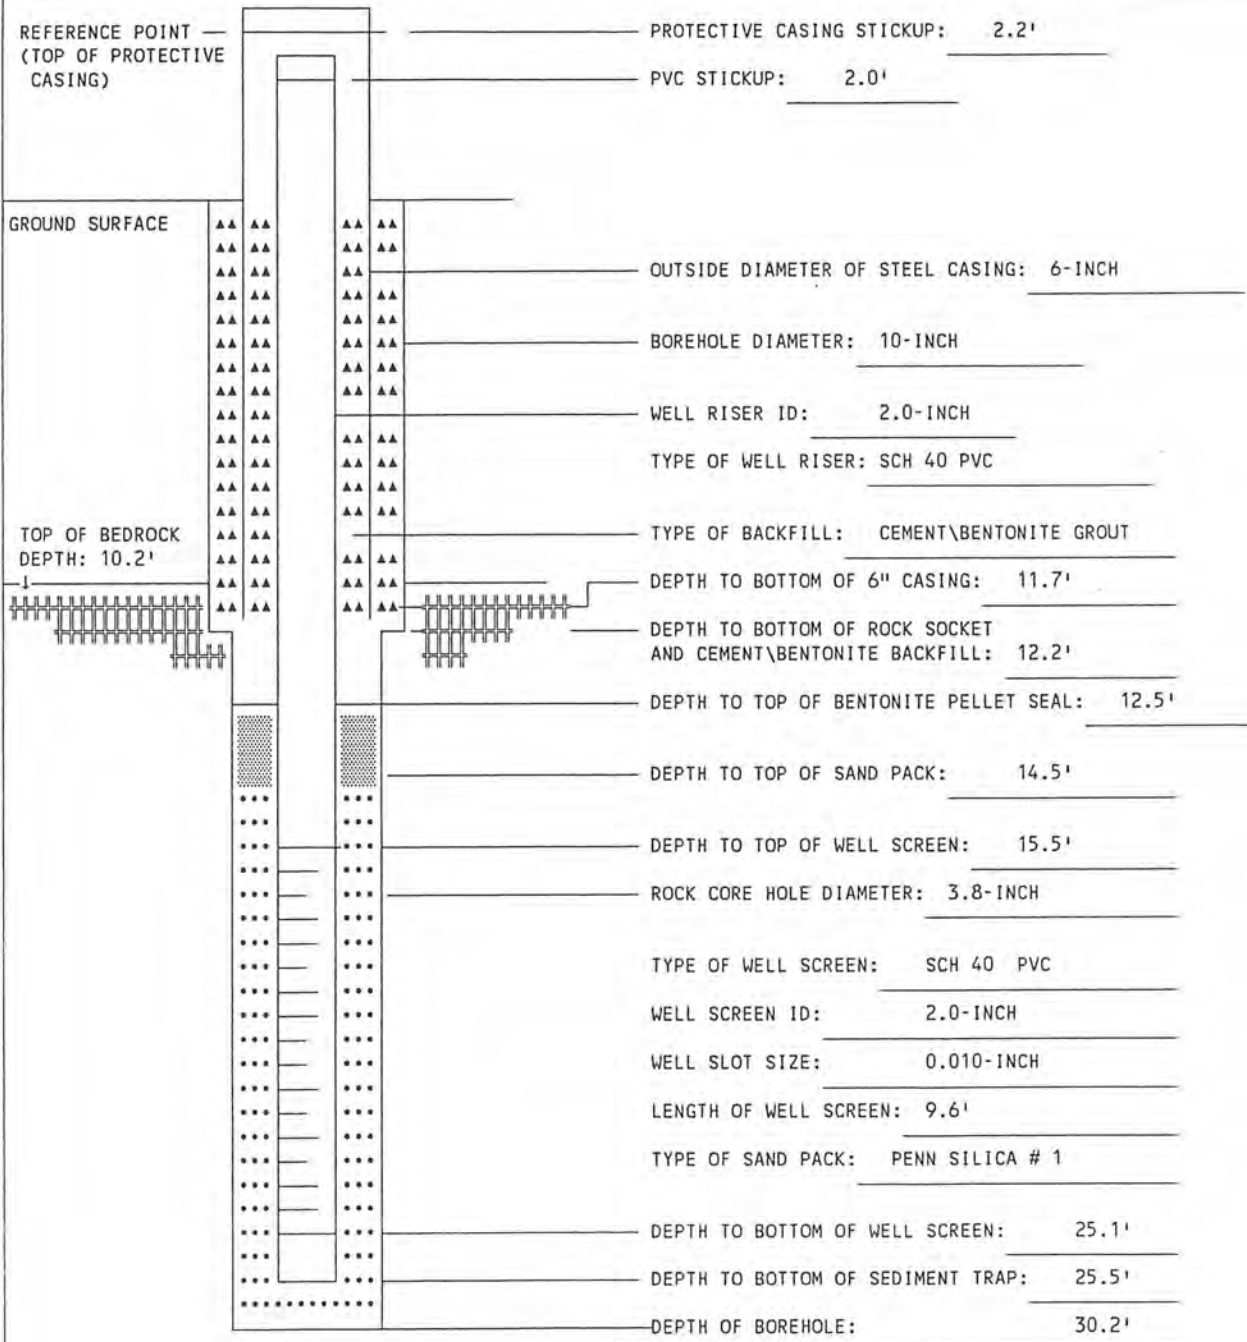 REFERENCE POINT
(TOP OF PROTECTIVE
CASING)
PROTECTIVE CASING STICKUP: 2.2'
PVC STICKUP: 2.0'
GROUND SURFACE
OUTSIDE DIAMETER OF STEEL CASING: 6-INCH
BOREHOLE DIAMETER: 10-INCH
WELL RISER ID: 2.0-INCH
TYPE OF WELL RISER: SCH 40 PVC
TOP OF BEDROCK
DEPTH: 10.2'
TYPE OF BACKFILL: CEMENT\BENTONITE GROUT
DEPTH TO BOTTOM OF 6" CASING: 11.7'
DEPTH TO BOTTOM OF ROCK SOCKET
AND CEMENT\BENTONITE BACKFILL: 12.2'
DEPTH TO TOP OF BENTONITE PELLET SEAL: 12.5'
DEPTH TO TOP OF SAND PACK: 14.5'
DEPTH TO TOP OF WELL SCREEN: 15.5'
ROCK CORE HOLE DIAMETER: 3.8-INCH
TYPE OF WELL SCREEN: SCH 40 PVC
WELL SCREEN ID: 2.0-INCH
WELL SLOT SIZE: 0.010-INCH
LENGTH OF WELL SCREEN: 9.6'
TYPE OF SAND PACK: PENN SILICA # 1
DEPTH TO BOTTOM OF WELL SCREEN: 25.1'
DEPTH TO BOTTOM OF SEDIMENT TRAP: 25.5'
DEPTH OF BOREHOLE: 30.2'